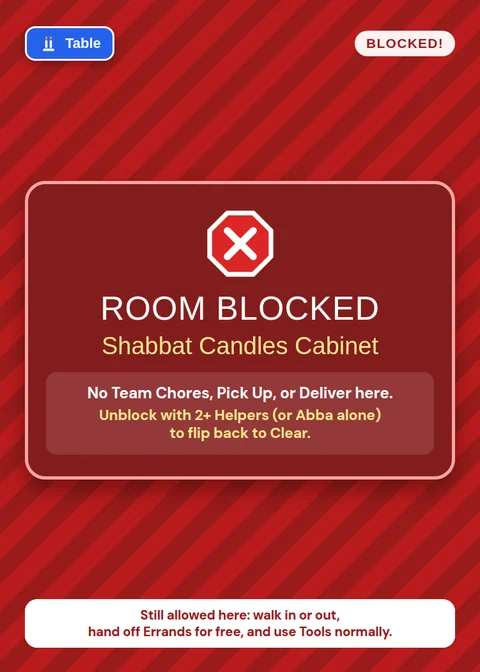 Table
BLOCKED!
ROOM BLOCKED
Shabbat Candles Cabinet
No Team Chores, Pick Up, or Deliver here.
Unblock with 2+ Helpers (or Abba alone)
to flip back to Clear.
Still allowed here: walk in or out,
hand off Errands for free, and use Tools normally.